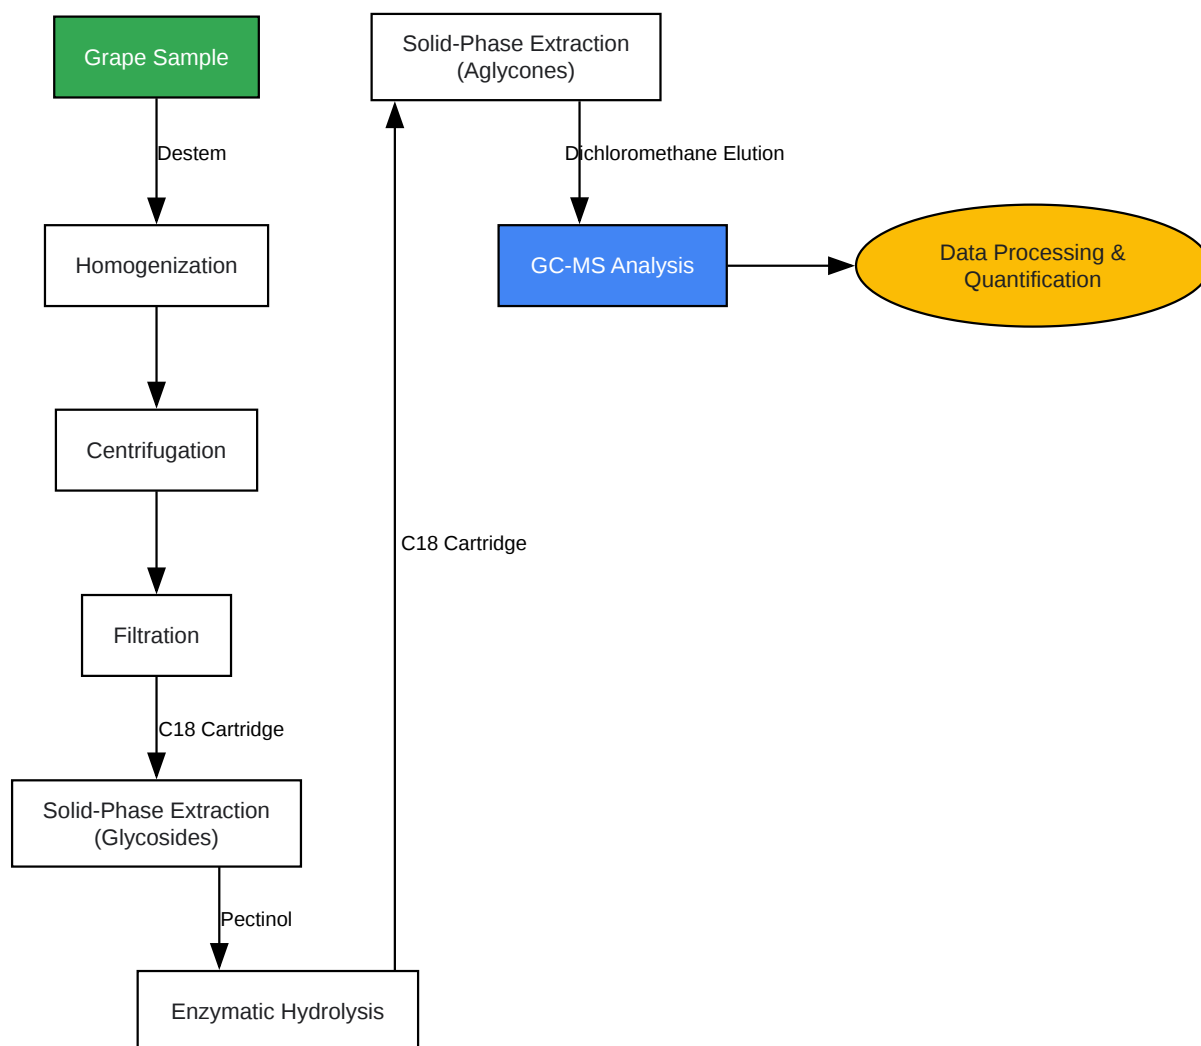 Grape Sample
Destem
Homogenization
Centrifugation
Filtration
C18 Cartridge
Solid-Phase Extraction
(Glycosides)
Pectinol
Enzymatic Hydrolysis
C18 Cartridge
Solid-Phase Extraction
(Aglycones)
Dichloromethane Elution
GC-MS Analysis
Data Processing &
Quantification